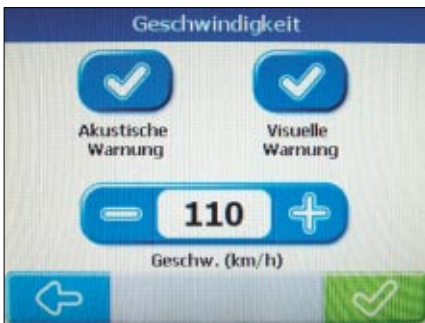 Geschwindigkeit
Akustische Warnung
Visuelle Warnung
110
Geschw. (km/h)